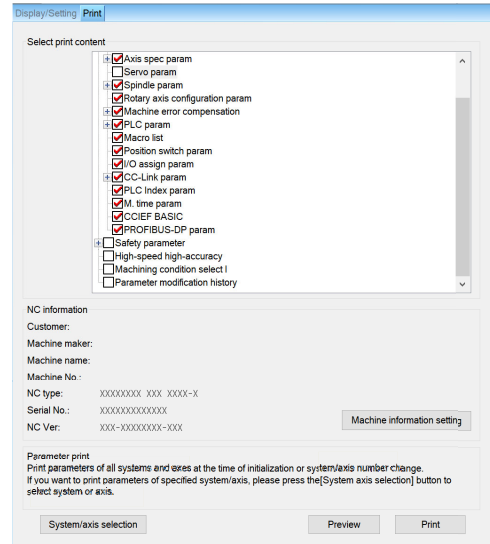 Display/Setting Print
Select print content
Axis spec param
Servo param
Spindle param
Rotary axis configuration param
Machine error compensation
PLC param
Macro list
Position switch param
I/O assign param
CC-Link param
PLC Index param
M. time param
CCIEF BASIC
PROFIBUS-DP param
Safety parameter
High-speed high-accuracy
Machining condition select I
Parameter modification history
NC information
Customer:
Machine maker:
Machine name:
Machine No.:
NC type: XXXXXXXX XXX XXXX-X
Serial No.: XXXXXXXXXXXXX
NC Ver: XXX-XXXXXXXX-XXX
Machine information setting
Parameter print
Print parameters of all systems and axes at the time of initialization or system/axis number change.
If you want to print parameters of specified system/axis, please press the[System axis selection] button to
select system or axis.
System/axis selection Preview Print